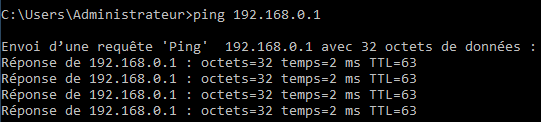 C:\Users\Administrateur>ping 192.168.0.1
Envoi d’une requête 'Ping'  192.168.0.1 avec 32 octets de données :
Réponse de 192.168.0.1 : octets=32 temps=2 ms TTL=63
Réponse de 192.168.0.1 : octets=32 temps=2 ms TTL=63
Réponse de 192.168.0.1 : octets=32 temps=2 ms TTL=63
Réponse de 192.168.0.1 : octets=32 temps=2 ms TTL=63